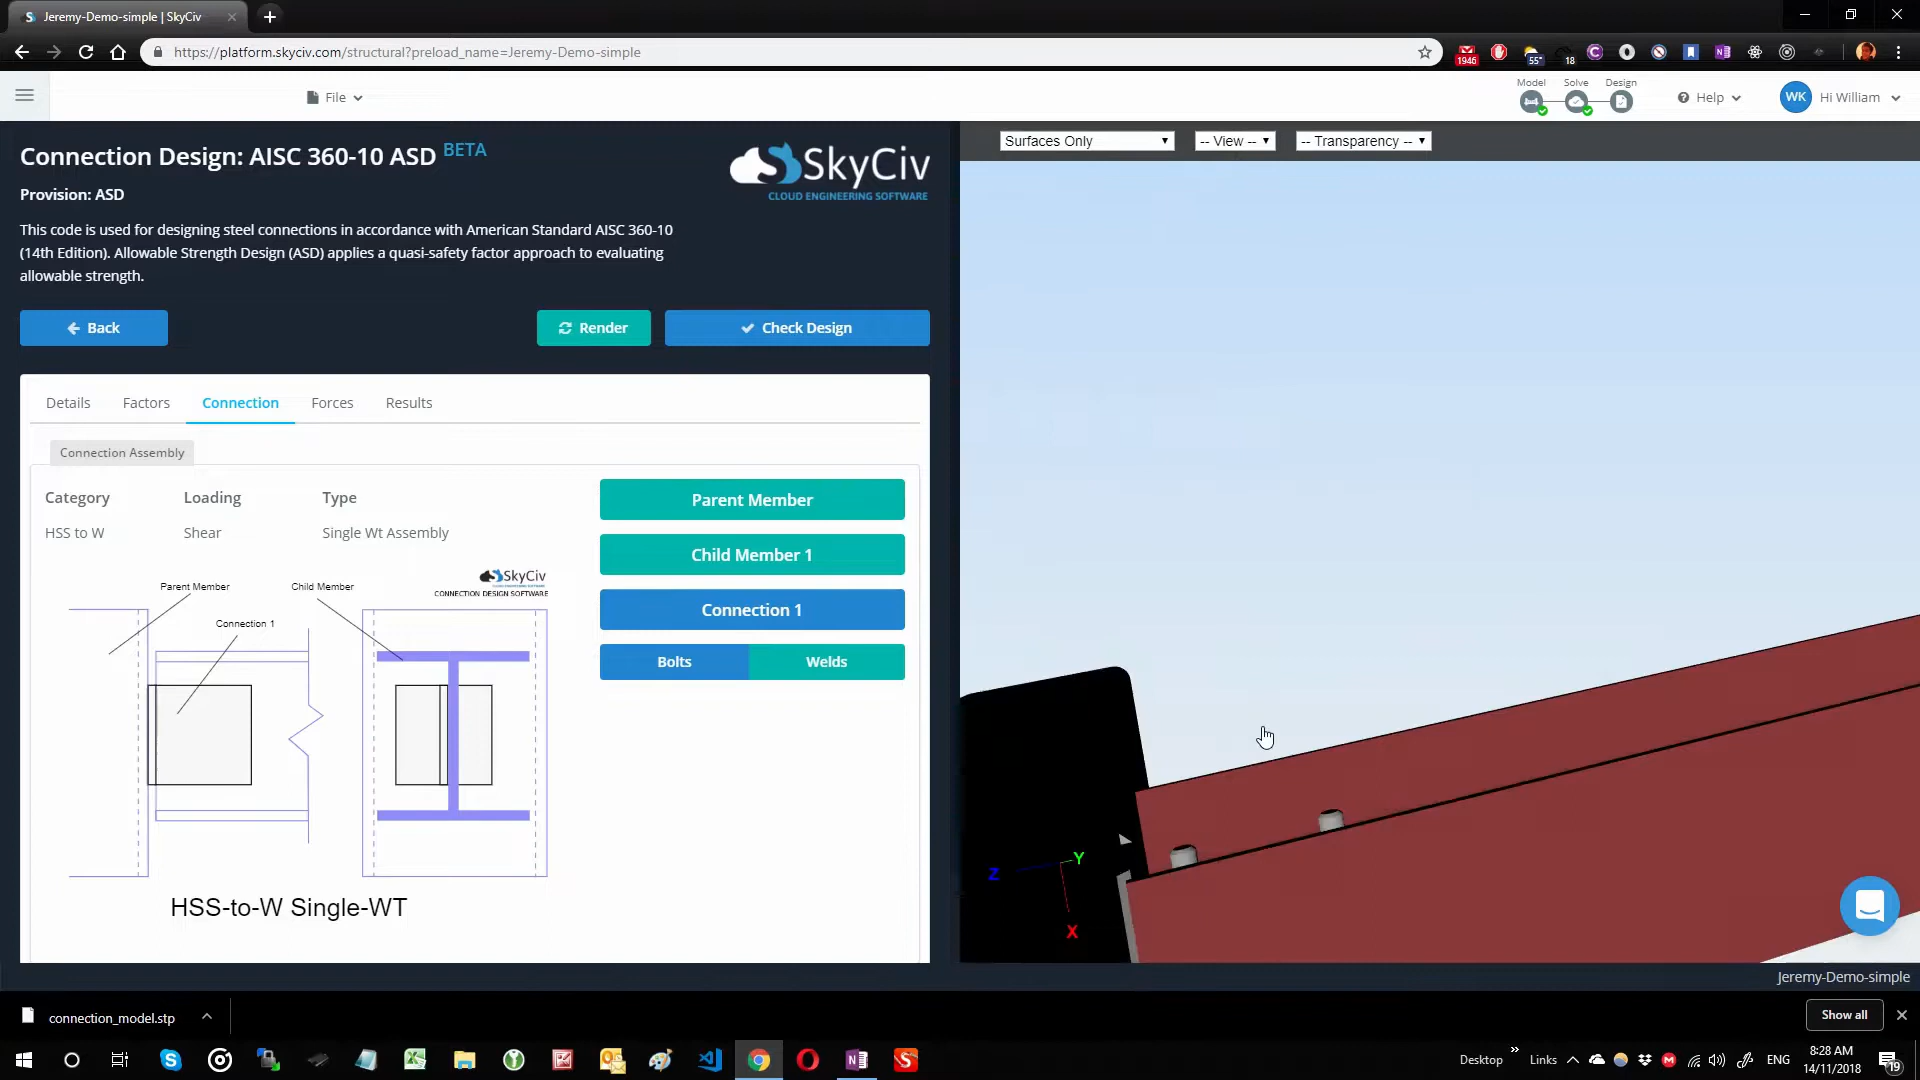 Jeremy-Demo-simple | SkyCiv
https://platform.skyciv.com/structural?preload_name=Jeremy-Demo-simple
1946
55°
18
File
Model
Solve
Design
Help
WK
Hi William
Connection Design: AISC 360-10 ASD BETA
SkyCiv
CLOUD ENGINEERING SOFTWARE
Provision: ASD
This code is used for designing steel connections in accordance with American Standard AISC 360-10
(14th Edition). Allowable Strength Design (ASD) applies a quasi-safety factor approach to evaluating
allowable strength.
Back
Render
Check Design
Surfaces Only
-- View --
-- Transparency --
Details
Factors
Connection
Forces
Results
Connection Assembly
Category
Loading
Type
HSS to W
Shear
Single Wt Assembly
Parent Member
Child Member 1
Connection 1
Bolts
Welds
Parent Member
Child Member
SkyCiv
CONNECTION DESIGN SOFTWARE
Connection 1
HSS-to-W Single-WT
Z
Y
X
Jeremy-Demo-simple
connection_model.stp
Show all
Desktop
Links
ENG
8:28 AM
14/11/2018
19